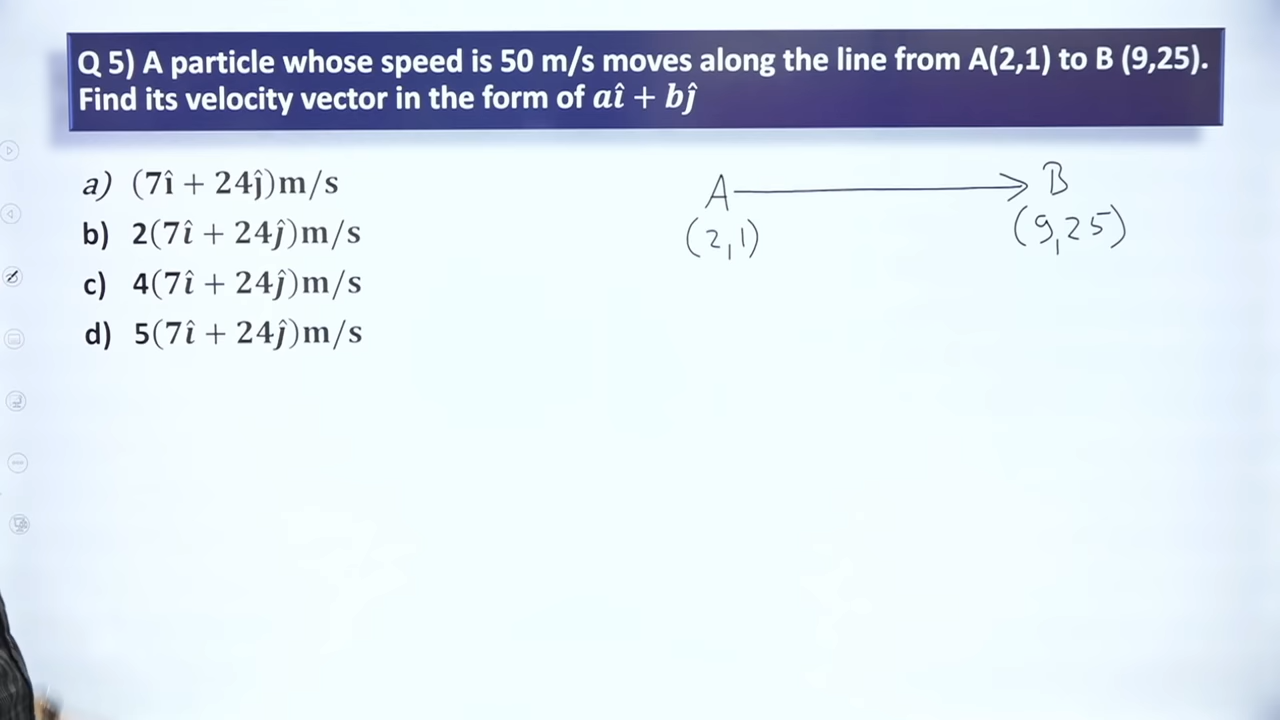 Q 5) A particle whose speed is 50 m/s moves along the line from A(2,1) to B (9,25).
Find its velocity vector in the form of aî + bĵ
a) (7î + 24ĵ)m/s
b) 2(7î + 24ĵ)m/s
c) 4(7î + 24ĵ)m/s
d) 5(7î + 24ĵ)m/s
A B
(2,1) (9,25)